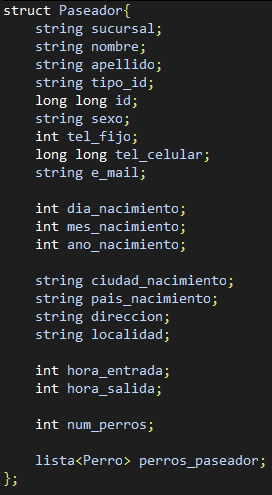 struct Paseador{
string sucursal;
string nombre;
string apellido;
string tipo_id;
long long id;
string sexo;
int tel_fijo;
long long tel_celular;
string e_mail;
int dia_nacimiento;
int mes_nacimiento;
int ano_nacimiento;
string ciudad_nacimiento;
string pais_nacimiento;
string direccion;
string localidad;
int hora_entrada;
int hora_salida;
int num_perros;
lista<Perro> perros_paseador;
};